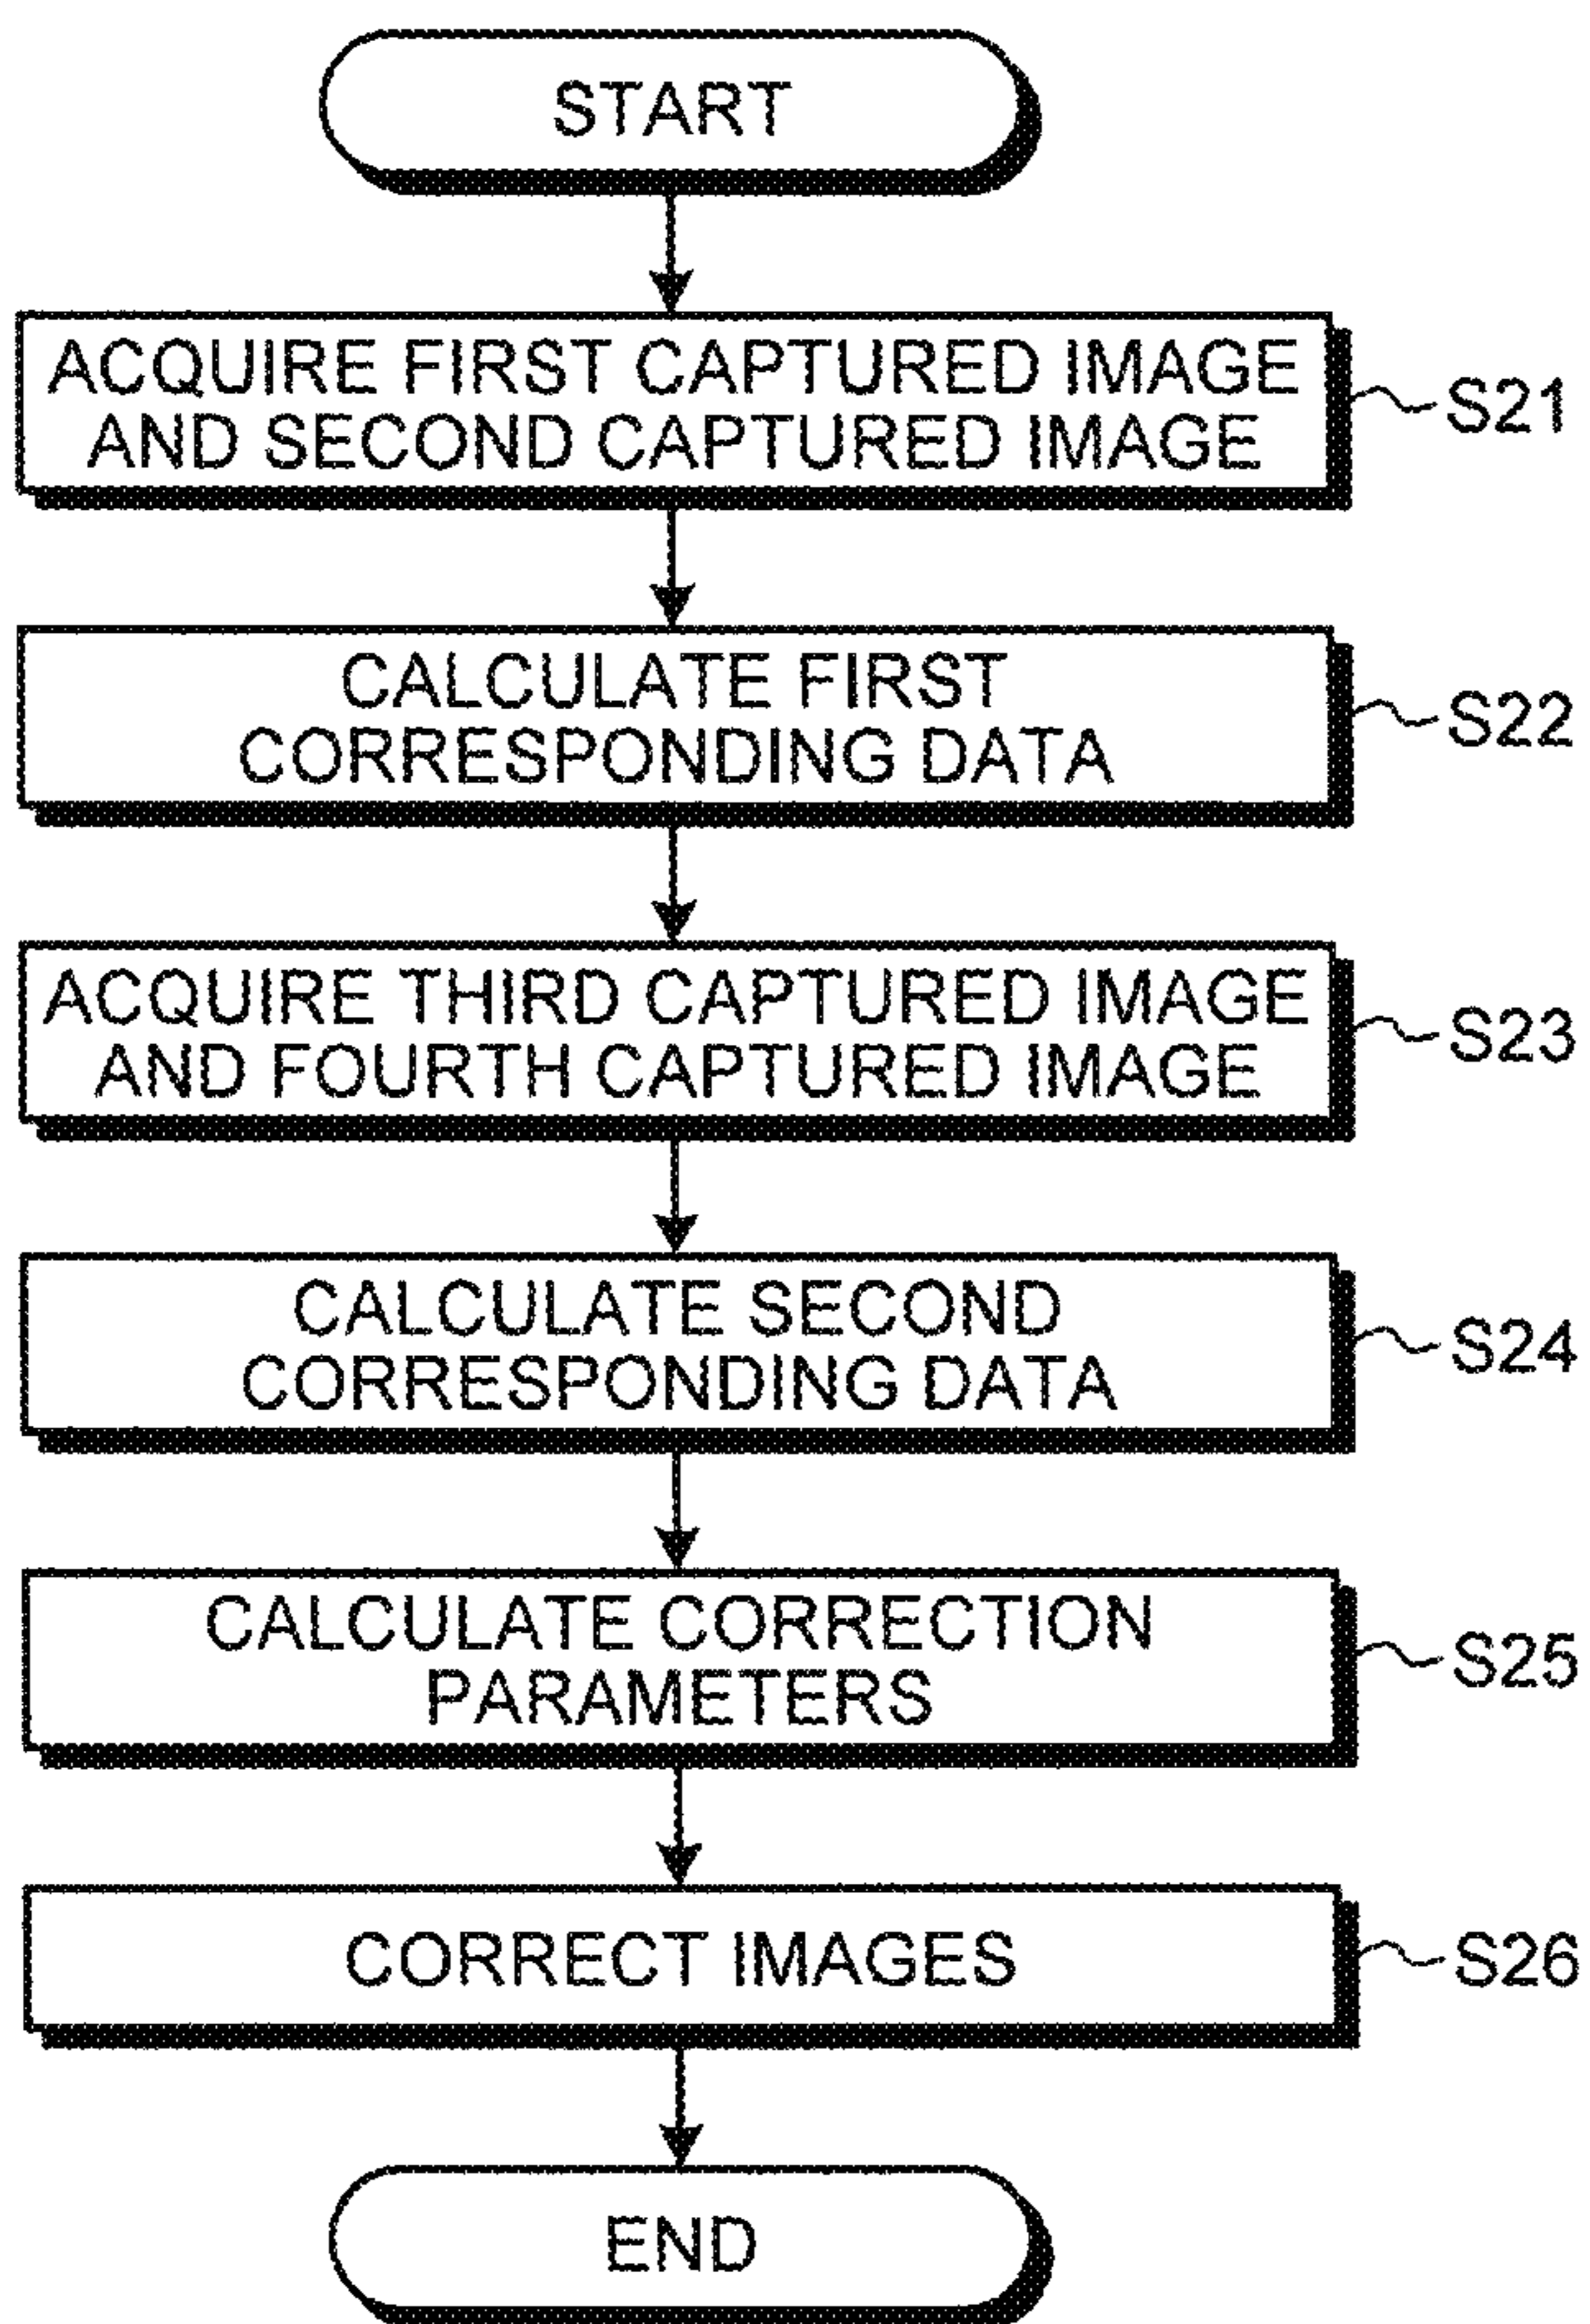 START
ACQUIRE FIRST CAPTURED IMAGE
AND SECOND CAPTURED IMAGE
S21
CALCULATE FIRST
CORRESPONDING DATA
S22
ACQUIRE THIRD CAPTURED IMAGE
AND FOURTH CAPTURED IMAGE
S23
CALCULATE SECOND
CORRESPONDING DATA
S24
CALCULATE CORRECTION
PARAMETERS
S25
CORRECT IMAGES
S26
END